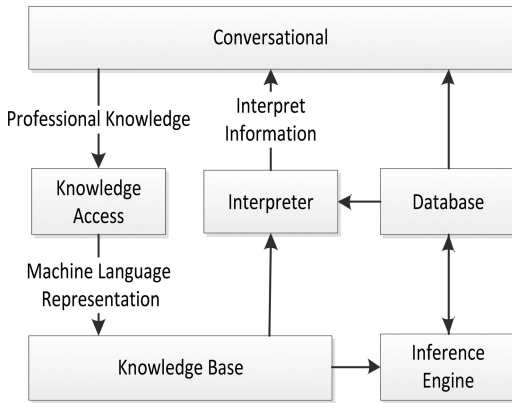 Conversational
Professional Knowledge
Interpret
Information
Knowledge
Access
Interpreter
Database
Machine Language
Representation
Knowledge Base
Inference
Engine